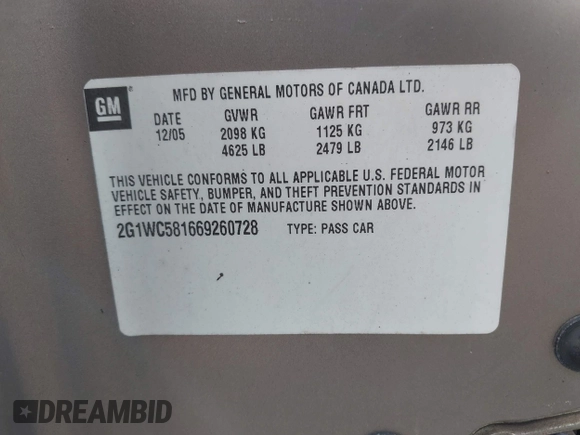 GM
MFD BY GENERAL MOTORS OF CANADA LTD.
DATE GVWR GAWR FRT GAWR RR
12/05 2098 KG 1125 KG 973 KG
4625 LB 2479 LB 2146 LB
THIS VEHICLE CONFORMS TO ALL APPLICABLE U.S. FEDERAL MOTOR
VEHICLE SAFETY, BUMPER, AND THEFT PREVENTION STANDARDS IN
EFFECT ON THE DATE OF MANUFACTURE SHOWN ABOVE.
2G1WC581669260728 TYPE: PASS CAR
DREAMBID